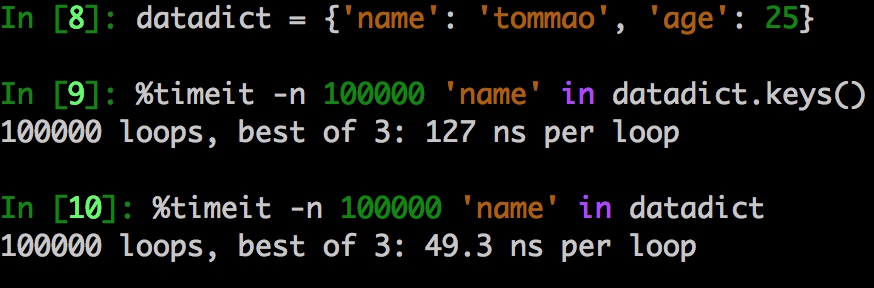 In [8]: datadict = {'name': 'tommao', 'age': 25}
In [9]: %timeit -n 100000 'name' in datadict.keys()
100000 loops, best of 3: 127 ns per loop
In [10]: %timeit -n 100000 'name' in datadict
100000 loops, best of 3: 49.3 ns per loop